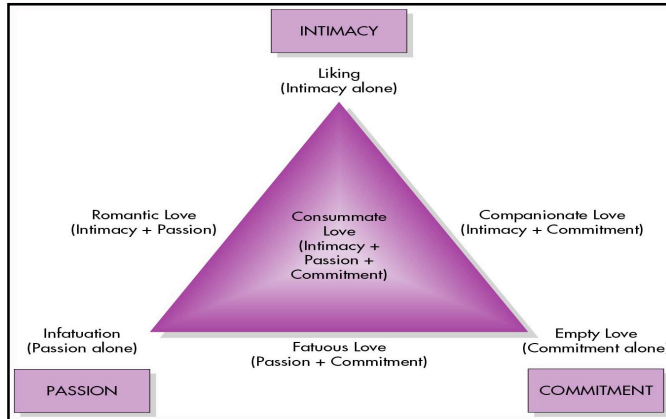 INTIMACY
Liking
(Intimacy alone)
Romantic Love
(Intimacy + Passion)
Consummate
Love
(Intimacy +
Passion +
Commitment)
Companionate Love
(Intimacy + Commitment)
Infatuation
(Passion alone)
Fatuous Love
(Passion + Commitment)
Empty Love
(Commitment alone)
PASSION
COMMITMENT